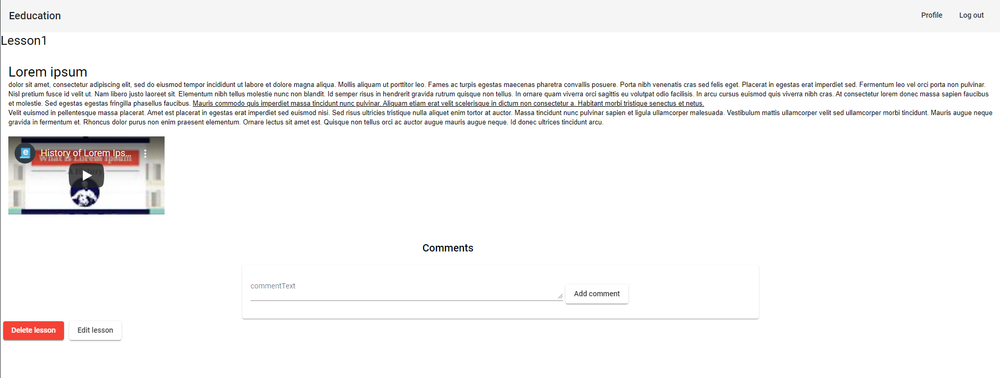 Eeducation
Profile
Log out
Lesson1
Lorem ipsum
dolor sit amet, consectetur adipiscing elit, sed do eiusmod tempor incididunt ut labore et dolore magna aliqua. Mollis aliquam ut porttitor leo. Fames ac turpis egestas maecenas pharetra convallis posuere. Porta nibh venenatis cras sed felis eget. Placerat in egestas erat imperdiet sed. Fermentum leo vel orci porta non pulvinar.
Nisl pretium fusce id velit ut. Nam libero justo laoreet sit. Elementum nibh tellus molestie nunc non blandit. Id semper risus in hendrerit gravida rutrum quisque non tellus. In ornare quam viverra orci sagittis eu volutpat odio facilisis. In arcu cursus euismod quis viverra nibh cras. At consectetur lorem donec massa sapien faucibus
et molestie. Sed egestas egestas fringilla phasellus faucibus. Mauris commodo quis imperdiet massa tincidunt nunc pulvinar. Aliquam etiam erat velit scelerisque in dictum non consectetur a. Habitant morbi tristique senectus et netus.
Velit euismod in pellentesque massa placerat. Amet est placerat in egestas erat imperdiet sed euismod nisi. Sed risus ultricies tristique nulla aliquet enim tortor at auctor. Massa tincidunt nunc pulvinar sapien et ligula ullamcorper malesuada. Vestibulum mattis ullamcorper velit sed ullamcorper morbi tincidunt. Mauris augue neque
gravida in fermentum et. Rhoncus dolor purus non enim praesent elementum. Ornare lectus sit amet est. Quisque non tellus orci ac auctor augue mauris augue neque. Id donec ultrices tincidunt arcu.
e
History of Lorem Ips...
What is Lorem Ipsum
A History
Comments
commentText
Add comment
Delete lesson
Edit lesson